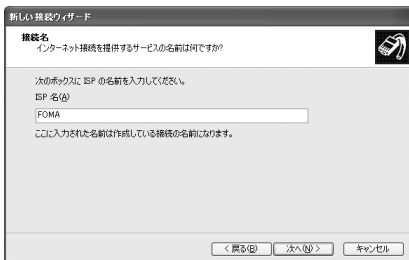 新しい接続ウィザード
接続名
インターネット接続を提供するサービスの名前は何ですか?
次のボックスに ISP の名前を入力してください。
ISP 名(A)
FOMA
ここに入力された名前は作成している接続の名前になります。
< 戻る(B) 次へ(N) > キャンセル